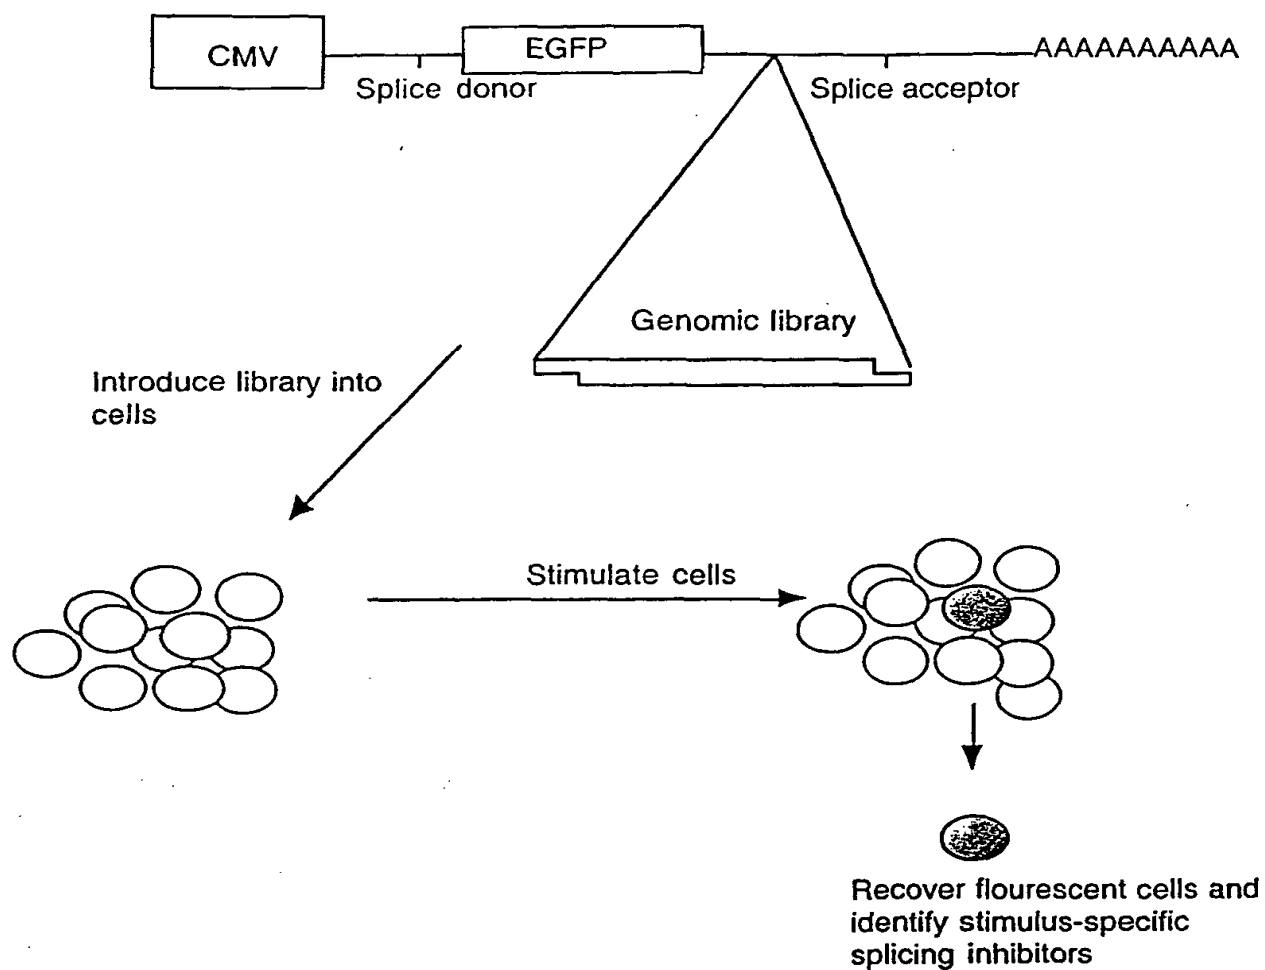 CMV
EGFP
AAAAAAAAAA
Splice donor
Splice acceptor
Genomic library
Introduce library into
cells
Stimulate cells
Recover flourescent cells and
identify stimulus-specific
splicing inhibitors